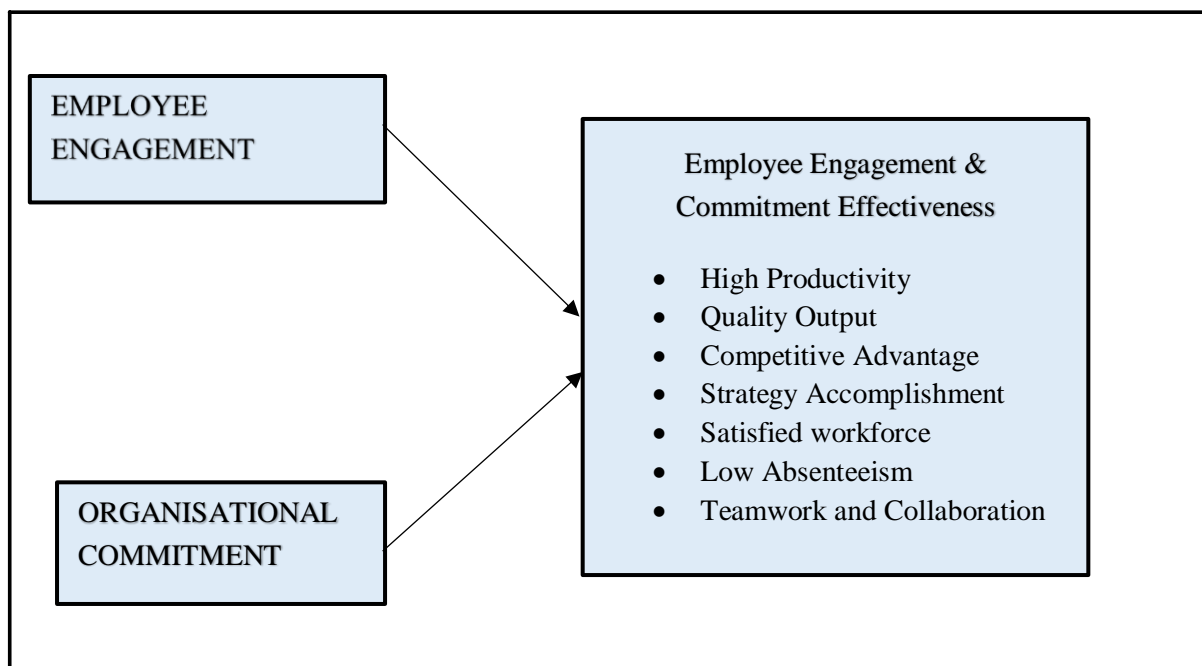 EMPLOYEE
ENGAGEMENT
Employee Engagement &
Commitment Effectiveness
• High Productivity
• Quality Output
• Competitive Advantage
• Strategy Accomplishment
• Satisfied workforce
• Low Absenteeism
• Teamwork and Collaboration
ORGANISATIONAL
COMMITMENT